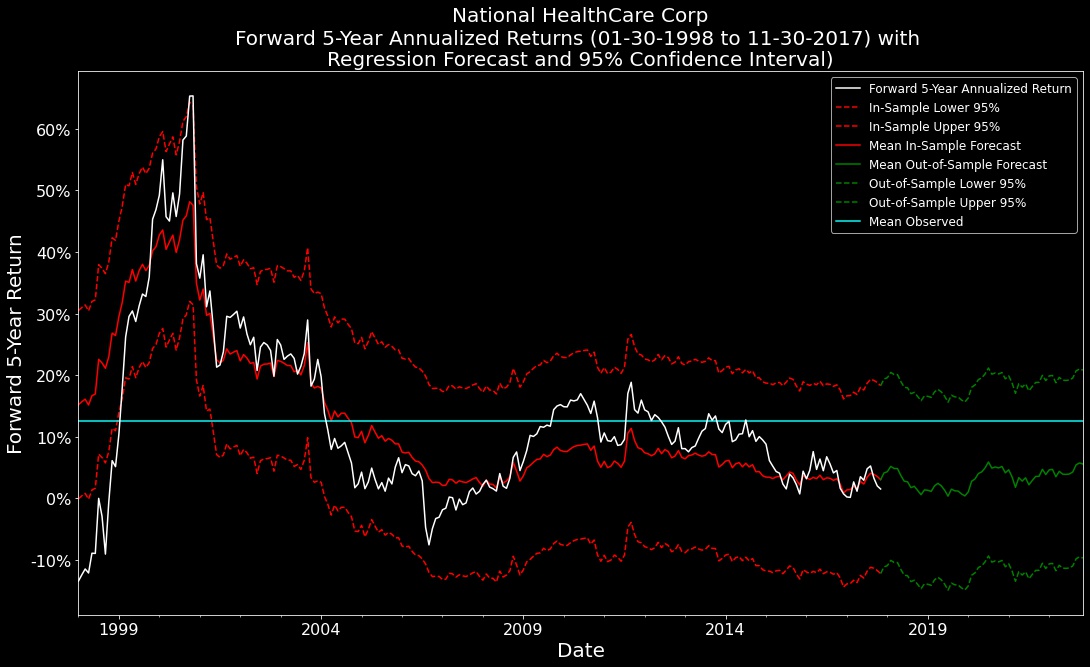 National HealthCare Corp
Forward 5-Year Annualized Returns (01-30-1998 to 11-30-2017) with
Regression Forecast and 95% Confidence Interval)
Forward 5-Year Annualized Return
In-Sample Lower 95%
In-Sample Upper 95%
Mean In-Sample Forecast
Mean Out-of-Sample Forecast
Out-of-Sample Lower 95%
Out-of-Sample Upper 95%
Mean Observed
Forward 5-Year Return
60%
50%
40%
30%
20%
10%
0%
-10%
1999 2004 2009 2014 2019
Date